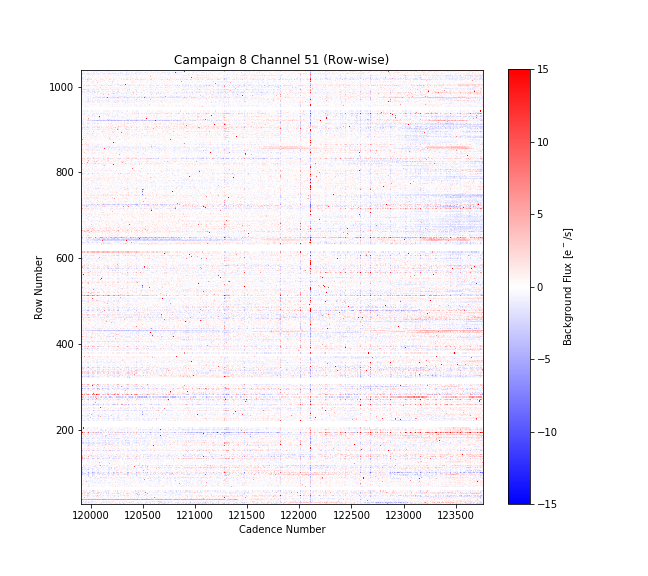 Campaign 8 Channel 51 (Row-wise)
1000
800
600
400
200
Row Number
120000 120500 121000 121500 122000 122500 123000 123500
Cadence Number
15
10
5
0
−5
−10
−15
Background Flux [e⁻/s]